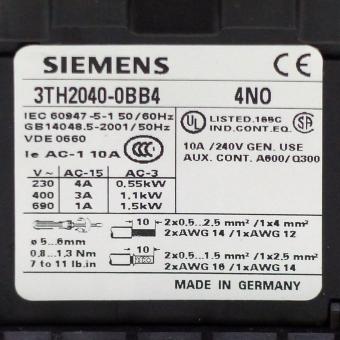 SIEMENS CE
3TH2040-0BB4 4NO
IEC 60947-5-1 50/60Hz
GB14048.5-2001/50Hz
VDE 0660
Ie AC-1 10A CCC
UL LISTED 165C
IND.CONT.EQ. SA
10A /240V GEN. USE
AUX. CONT. A600/Q300
V~ AC-15 AC-3
230 4A 0,55kW
400 3A 1,1kW
690 1A 1,5kW
ø 5...6mm
0,8...1,3 Nm
7 to 11 lb.in
10 2x0,5...2,5 mm² /1x4 mm²
2xAWG 14 /1xAWG 12
10 2x0,5...1,5 mm² /1x2.5 mm²
2xAWG 16 /1xAWG 14
Made in Germany